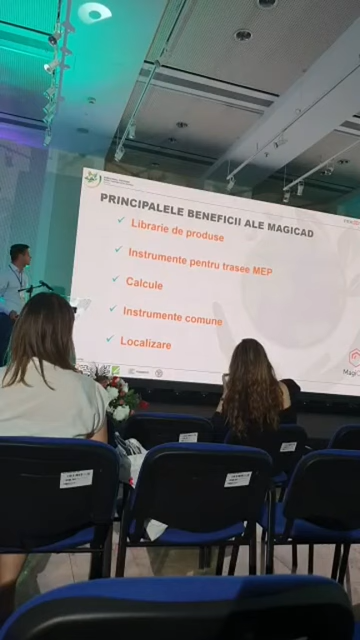 PRINCIPALELE BENEFICII ALE MAGICAD
Librarie de produse
Instrumente pentru trasee MEP
Calcule
Instrumente comune
Localizare